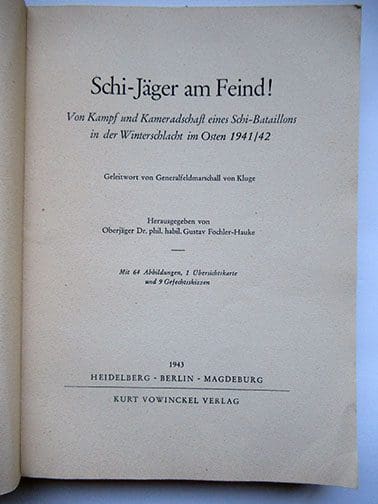 Schi-Jäger am Feind!
Von Kampf und Kameradschaft eines Schi-Bataillons
in der Winterschlacht im Osten 1941/42
Geleitwort von Generalfeldmarschall von Kluge
Herausgegeben von
Oberjäger Dr. phil. habil. Gustav Fochler-Hauke
Mit 64 Abbildungen, 1 Übersichtskarte
und 9 Gefechtsskizzen
1943
HEIDELBERG - BERLIN - MAGDEBURG
KURT VOWINCKEL VERLAG